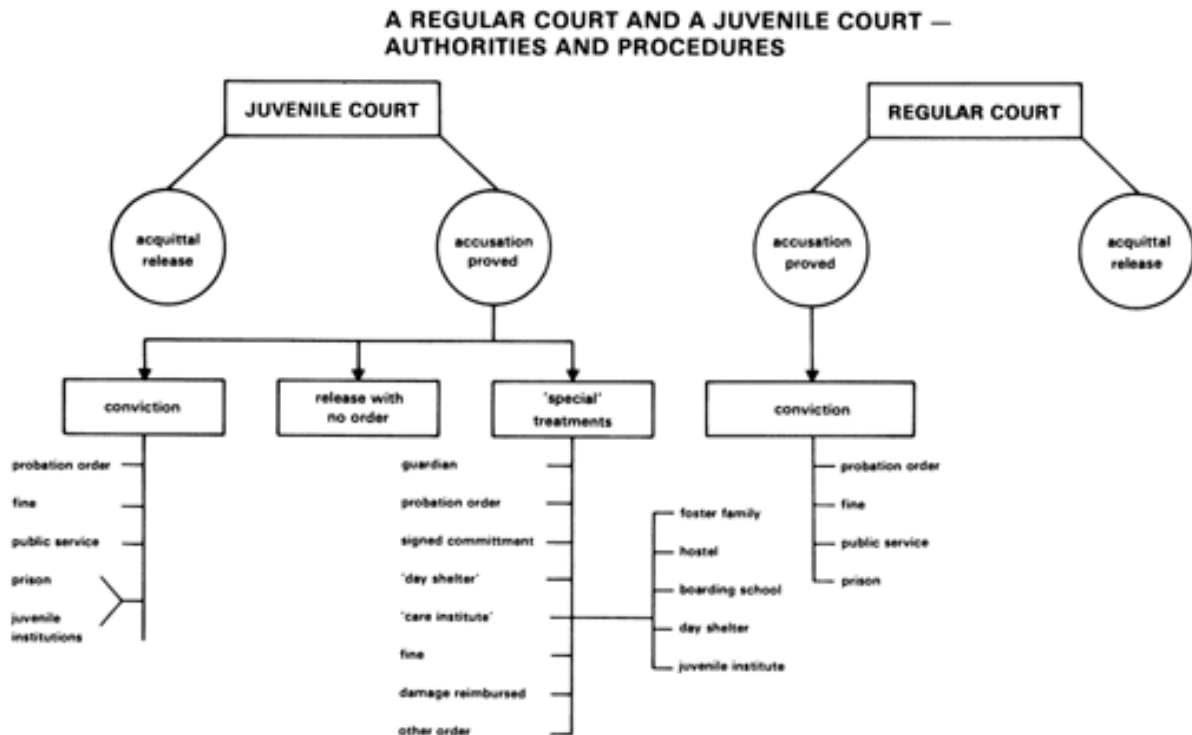 A REGULAR COURT AND A JUVENILE COURT —
AUTHORITIES AND PROCEDURES
JUVENILE COURT
REGULAR COURT
acquittal
release
accusation
proved
accusation
proved
acquittal
release
conviction
release with
no order
'special'
treatments
conviction
probation order
fine
public service
prison
juvenile
institutions
guardian
probation order
signed committment
'day shelter'
'care institute'
fine
damage reimbursed
other order
foster family
hostel
boarding school
day shelter
juvenile institute
probation order
fine
public service
prison